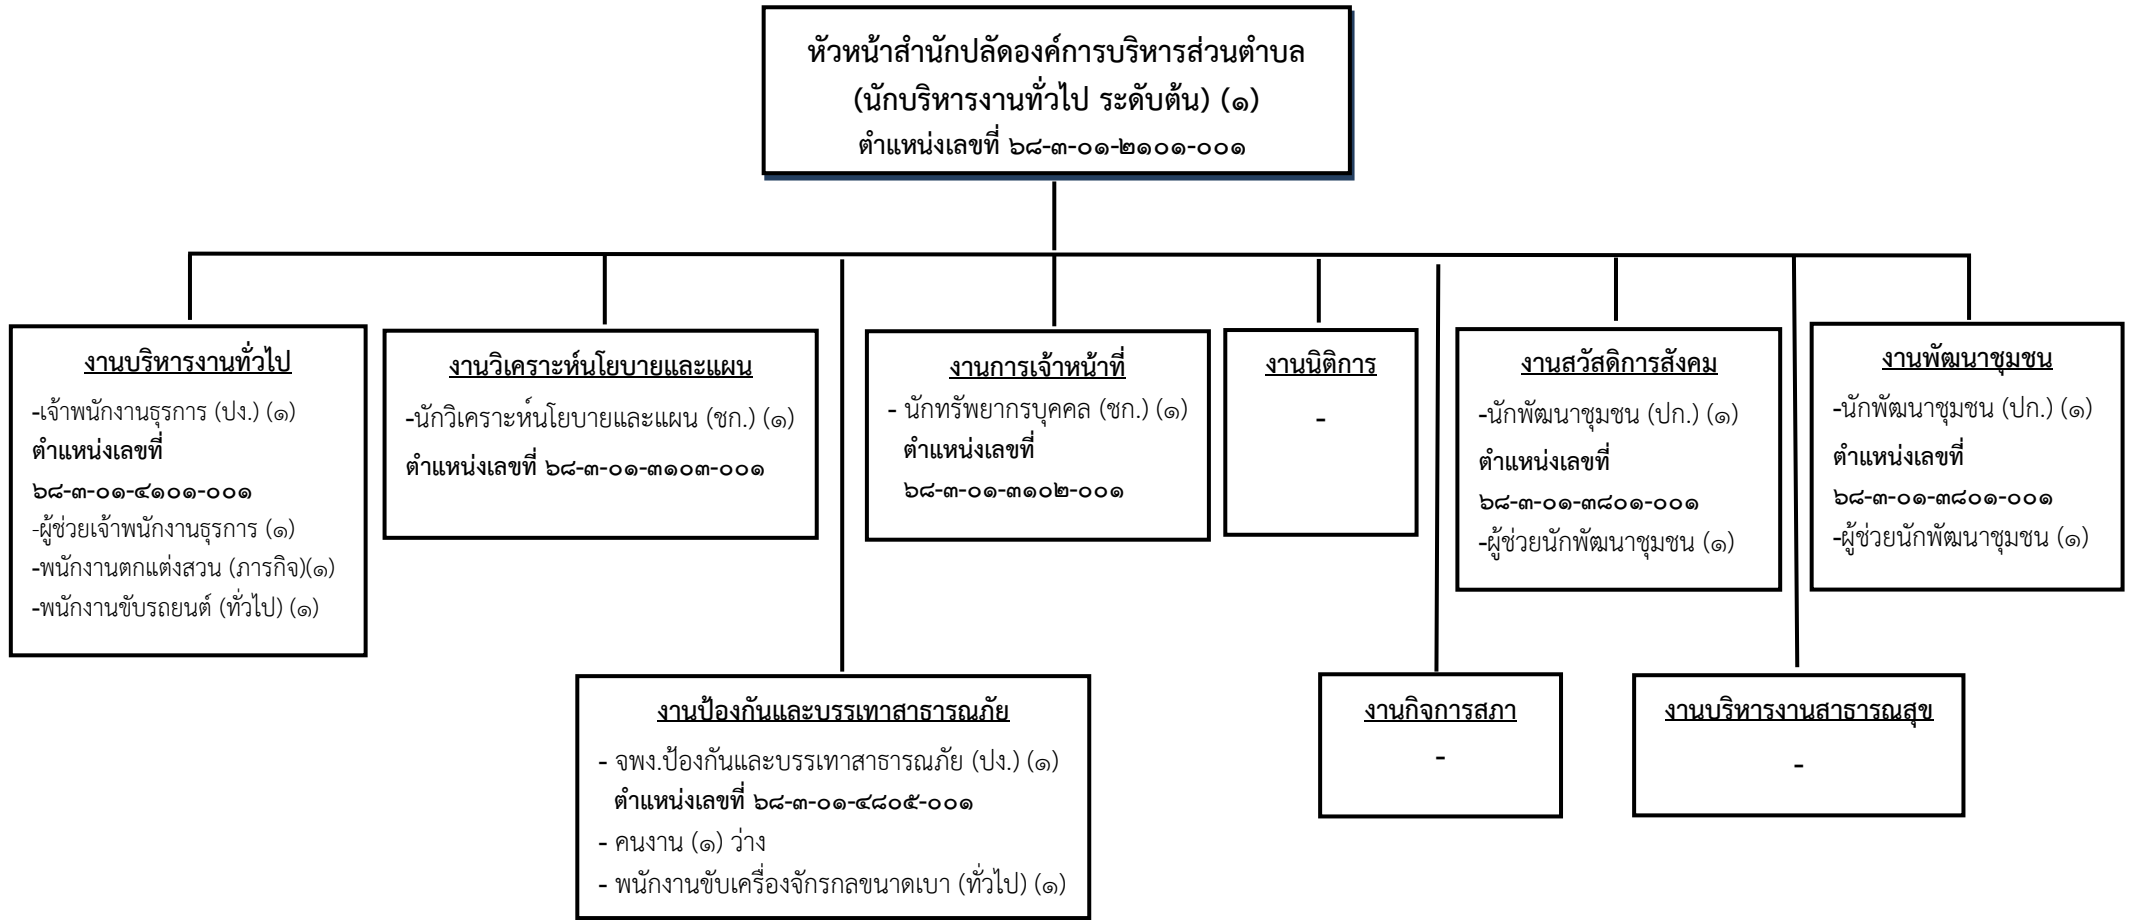 หัวหน้าสำนักปลัดองค์การบริหารส่วนตำบล
(นักบริหารงานทั่วไป ระดับต้น) (๑)
ตำแหน่งเลขที่ ๖๘-๓-๐๑-๒๑๐๑-๐๐๑
งานบริหารงานทั่วไป
-เจ้าพนักงานธุรการ (ปง.) (๑)
ตำแหน่งเลขที่
๖๘-๓-๐๑-๔๑๐๑-๐๐๑
-ผู้ช่วยเจ้าพนักงานธุรการ (๑)
-พนักงานตกแต่งสวน (ภารกิจ)(๑)
-พนักงานขับรถยนต์ (ทั่วไป) (๑)
งานวิเคราะห์นโยบายและแผน
-นักวิเคราะห์นโยบายและแผน (ชก.) (๑)
ตำแหน่งเลขที่ ๖๘-๓-๐๑-๓๑๐๓-๐๐๑
งานการเจ้าหน้าที่
- นักทรัพยากรบุคคล (ชก.) (๑)
ตำแหน่งเลขที่
๖๘-๓-๐๑-๓๑๐๒-๐๐๑
งานนิติการ
-
งานสวัสดิการสังคม
-นักพัฒนาชุมชน (ปก.) (๑)
ตำแหน่งเลขที่
๖๘-๓-๐๑-๓๘๐๑-๐๐๑
-ผู้ช่วยนักพัฒนาชุมชน (๑)
งานพัฒนาชุมชน
-นักพัฒนาชุมชน (ปก.) (๑)
ตำแหน่งเลขที่
๖๘-๓-๐๑-๓๘๐๑-๐๐๑
-ผู้ช่วยนักพัฒนาชุมชน (๑)
งานป้องกันและบรรเทาสาธารณภัย
- จพง.ป้องกันและบรรเทาสาธารณภัย (ปง.) (๑)
ตำแหน่งเลขที่ ๖๘-๓-๐๑-๔๘๐๕-๐๐๑
- คนงาน (๑) ว่าง
- พนักงานขับเครื่องจักรกลขนาดเบา (ทั่วไป) (๑)
งานกิจการสภา
-
งานบริหารงานสาธารณสุข
-